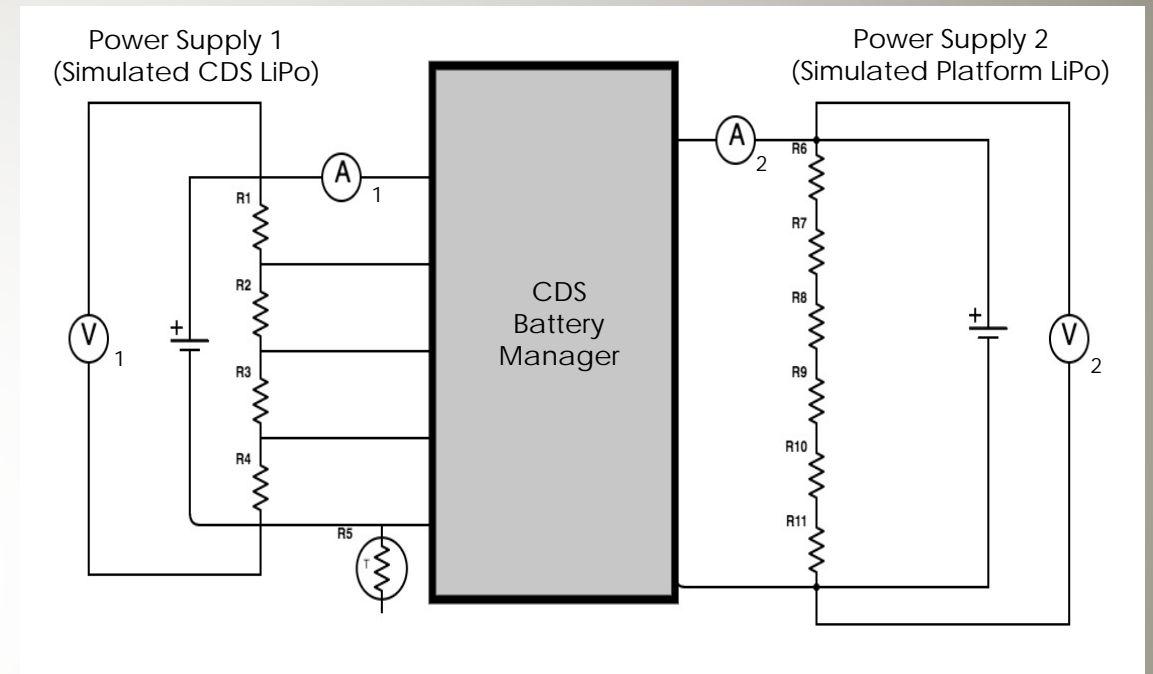 Power Supply 1
(Simulated CDS LiPo)
Power Supply 2
(Simulated Platform LiPo)
A
1
A
2
R1
R2
R3
R4
R5
T
V
1
+
CDS
Battery
Manager
R6
R7
R8
R9
R10
R11
+
V
2